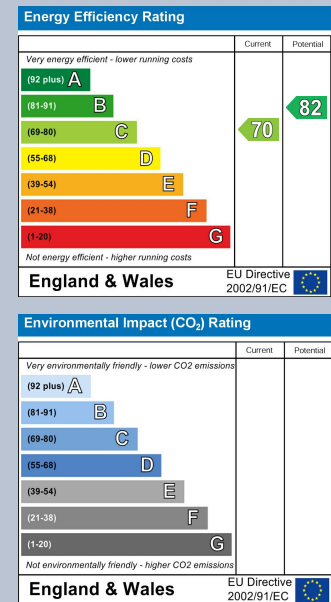 Energy Efficiency Rating
Current Potential
Very energy efficient - lower running costs
(92 plus) A
(81-91) B
82
(69-80) C
70
(55-68) D
(39-54) E
(21-38) F
(1-20) G
Not energy efficient - higher running costs
England & Wales
EU Directive
2002/91/EC
Environmental Impact (CO₂) Rating
Current Potential
Very environmentally friendly - lower CO2 emissions
(92 plus) A
(81-91) B
(69-80) C
(55-68) D
(39-54) E
(21-38) F
(1-20) G
Not environmentally friendly - higher CO2 emissions
England & Wales
EU Directive
2002/91/EC